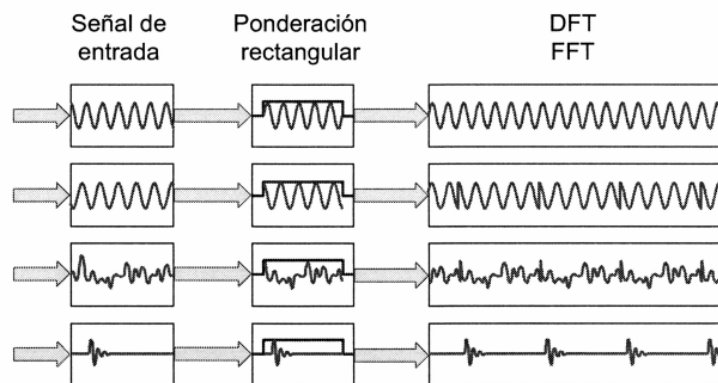 Señal de
entrada
Ponderación
rectangular
DFT
FFT